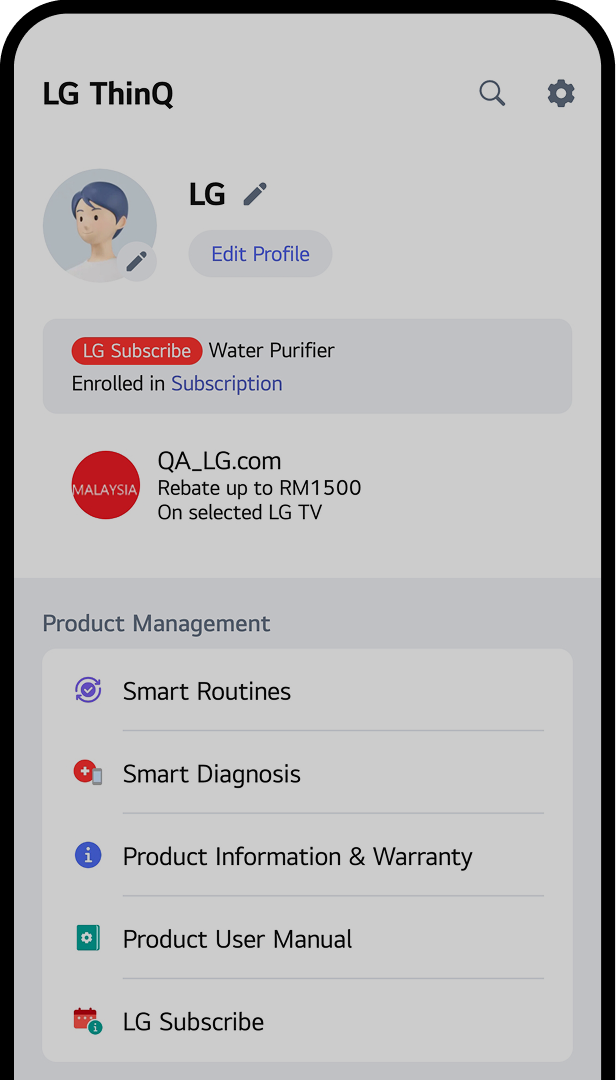 LG ThinQ
LG
Edit Profile
LG Subscribe Water Purifier
Enrolled in Subscription
MALAYSIA
QA_LG.com
Rebate up to RM1500
On selected LG TV
Product Management
Smart Routines
Smart Diagnosis
Product Information & Warranty
Product User Manual
LG Subscribe